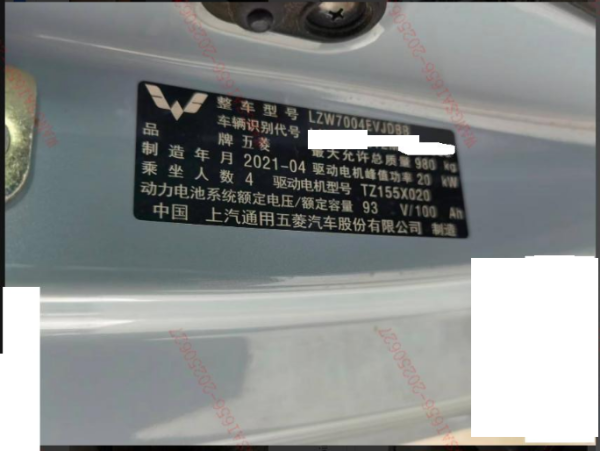 整车型号 LZW7004EVJDBB
车辆识别代号
品牌 五菱 最大允许总质量 980 kg
制造年月 2021-04 驱动电机峰值功率 20 kW
乘坐人数 4 驱动电机型号 TZ155X020
动力电池系统额定电压/额定容量 93 V/100 Ah
中国 上汽通用五菱汽车股份有限公司 制造